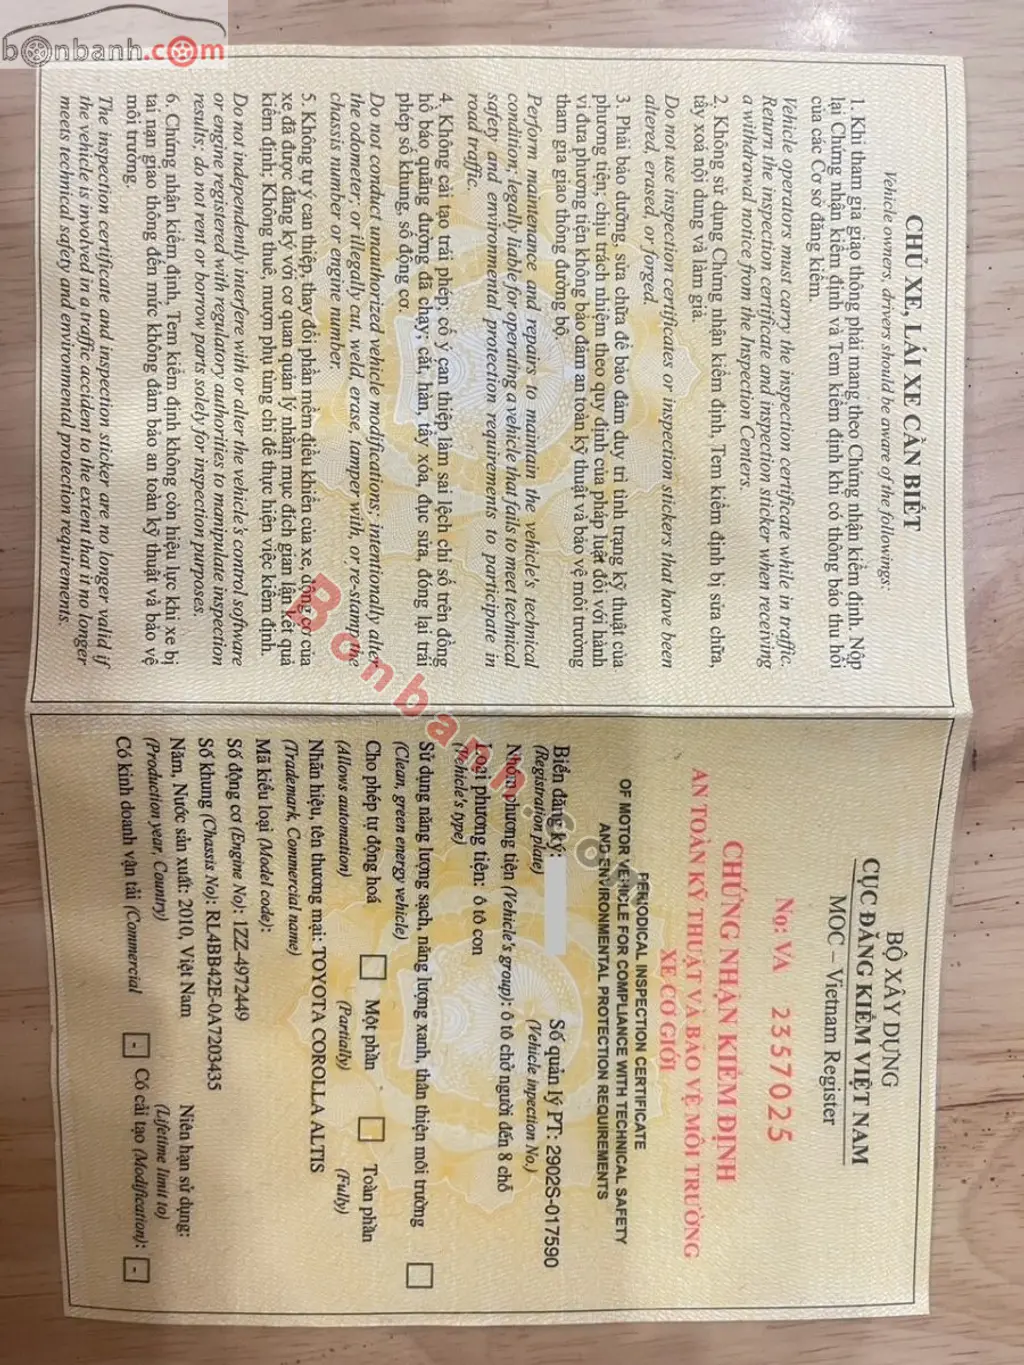 bonbanh.com
CHỦ XE, LÁI XE CẦN BIẾT
Vehicle owners, drivers should be aware of the followings:
1. Khi tham gia giao thông phải mang theo Chứng nhận kiểm định. Nộp
lại Chứng nhận kiểm định và Tem kiểm định khi có thông báo thu hồi
của các Cơ sở đăng kiểm.
Vehicle operators must carry the inspection certificate while in traffic.
Return the inspection certificate and inspection sticker when receiving
a withdrawal notice from the Inspection Centers.
2. Không sử dụng Chứng nhận kiểm định, Tem kiểm định bị sửa chữa,
tẩy xoá nội dung và làm giả.
Do not use inspection certificates or inspection stickers that have been
altered, erased, or forged.
3. Phải bảo dưỡng, sửa chữa để bảo đảm duy trì tình trạng kỹ thuật của
phương tiện; chịu trách nhiệm theo quy định của pháp luật đối với hành
vi đưa phương tiện không bảo đảm an toàn kỹ thuật và bảo vệ môi trường
tham gia giao thông đường bộ.
Perform maintenance and repairs to maintain the vehicle's technical
condition; legally liable for operating a vehicle that fails to meet technical
safety and environmental protection requirements to participate in
road traffic.
4. Không cải tạo trái phép; cố ý can thiệp làm sai lệch chỉ số trên đồng
hồ báo quãng đường đã chạy; cắt, hàn, tẩy xóa, đục sửa, đóng lại trái
phép số khung, số động cơ.
Do not conduct unauthorized vehicle modifications; intentionally alter
the odometer; or illegally cut, weld, erase, tamper with, or re-stamp the
chassis number or engine number.
5. Không tự ý can thiệp, thay đổi phần mềm điều khiển của xe, động cơ của
xe đã được đăng ký với cơ quan quản lý nhằm mục đích gian lận kết quả
kiểm định; Không thuê, mượn phụ tùng chỉ để thực hiện việc kiểm định.
Do not independently interfere with or alter the vehicle's control software
or engine registered with regulatory authorities to manipulate inspection
results; do not rent or borrow parts solely for inspection purposes.
6. Chứng nhận kiểm định, Tem kiểm định không còn hiệu lực khi xe bị
tai nạn giao thông đến mức không đảm bảo an toàn kỹ thuật và bảo vệ
môi trường.
The inspection certificate and inspection sticker are no longer valid if
the vehicle is involved in a traffic accident to the extent that it no longer
meets technical safety and environmental protection requirements.
BỘ XÂY DỰNG
CỤC ĐĂNG KIỂM VIỆT NAM
MOC – Vietnam Register
No: VA 2357025
CHỨNG NHẬN KIỂM ĐỊNH
AN TOÀN KỸ THUẬT VÀ BẢO VỆ MÔI TRƯỜNG
XE CƠ GIỚI
PERIODICAL INSPECTION CERTIFICATE
OF MOTOR VEHICLE FOR COMPLIANCE WITH TECHNICAL SAFETY
AND ENVIRONMENTAL PROTECTION REQUIREMENTS
Biển đăng ký: Số quản lý PT: 2902S-017590
(Registration plate) (Vehicle inpection No.)
Nhóm phương tiện (Vehicle's group): ô tô chở người đến 8 chỗ
Loại phương tiện: ô tô con
(Vehicle's type)
Sử dụng năng lượng sạch, năng lượng xanh, thân thiện môi trường
(Clean, green energy vehicle)
Cho phép tự động hoá Một phần Toàn phần
(Allows automation) (Partially) (Fully)
Nhãn hiệu, tên thương mại: TOYOTA COROLLA ALTIS
(Trademark, Commercial name)
Mã kiểu loại (Model code):
Số động cơ (Engine No): 1ZZ-4972449
Số khung (Chassis No): RL4BB42E-0A7203435
Năm, Nước sản xuất: 2010, Việt Nam Niên hạn sử dụng:
(Production year, Country) (Lifetime limit to)
Có kinh doanh vận tải (Commercial - Có cải tạo (Modification): -
Bonbanh.com